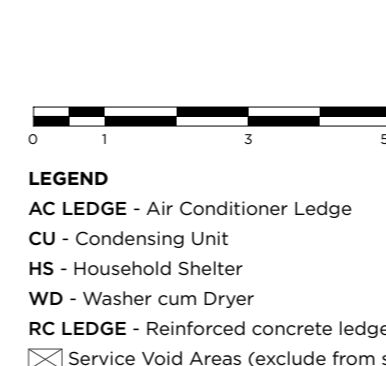 0 1 3 5
LEGEND
AC LEDGE - Air Conditioner Ledge
CU - Condensing Unit
HS - Household Shelter
WD - Washer cum Dryer
RC LEDGE - Reinforced concrete ledge
Service Void Areas (exclude from